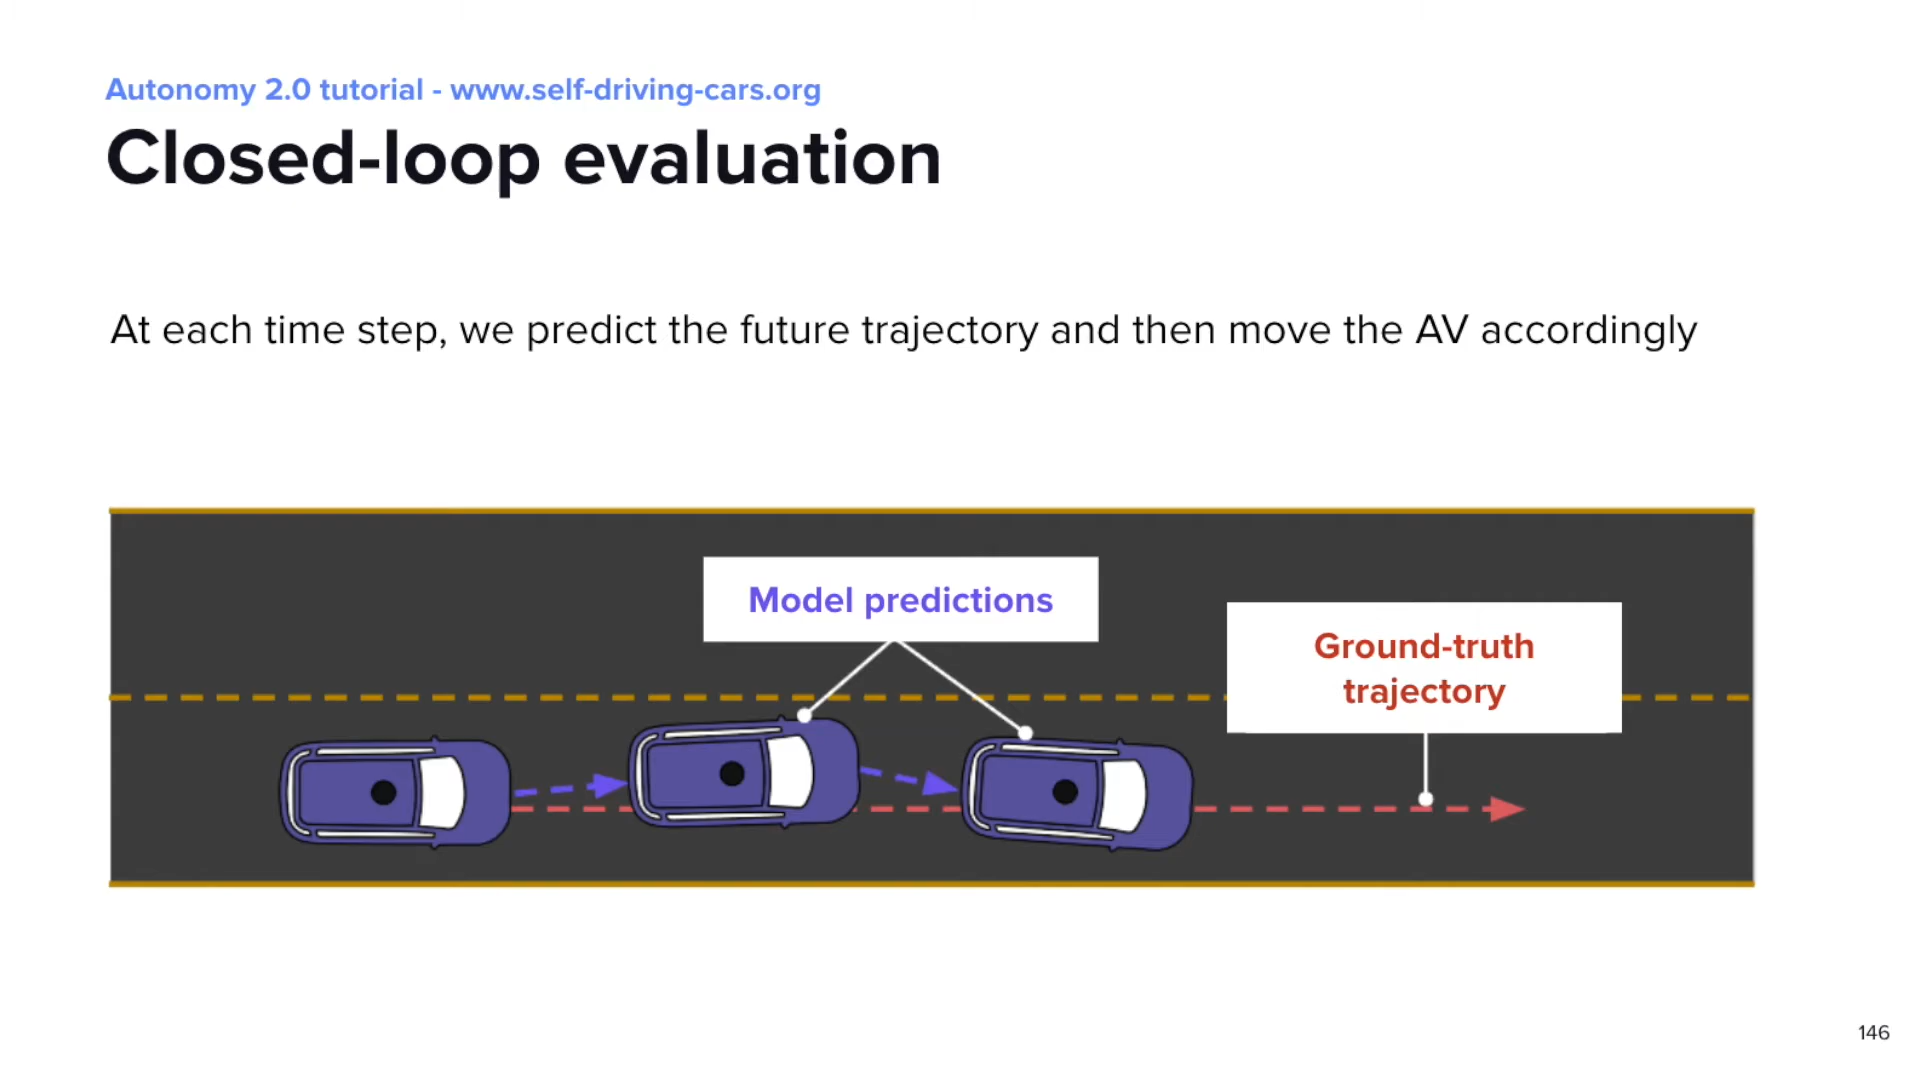 Autonomy 2.0 tutorial - www.self-driving-cars.org
Closed-loop evaluation
At each time step, we predict the future trajectory and then move the AV accordingly
Model predictions
Ground-truth
trajectory
146